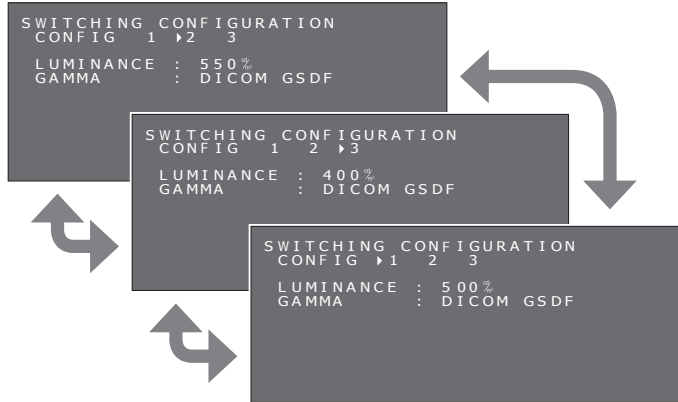 SWITCHING CONFIGURATION
CONFIG 1 ▸2 3
LUMINANCE : 550㏅/㎡
GAMMA : DICOM GSDF
SWITCHING CONFIGURATION
CONFIG 1 2 ▸3
LUMINANCE : 400㏅/㎡
GAMMA : DICOM GSDF
SWITCHING CONFIGURATION
CONFIG ▸1 2 3
LUMINANCE : 500㏅/㎡
GAMMA : DICOM GSDF